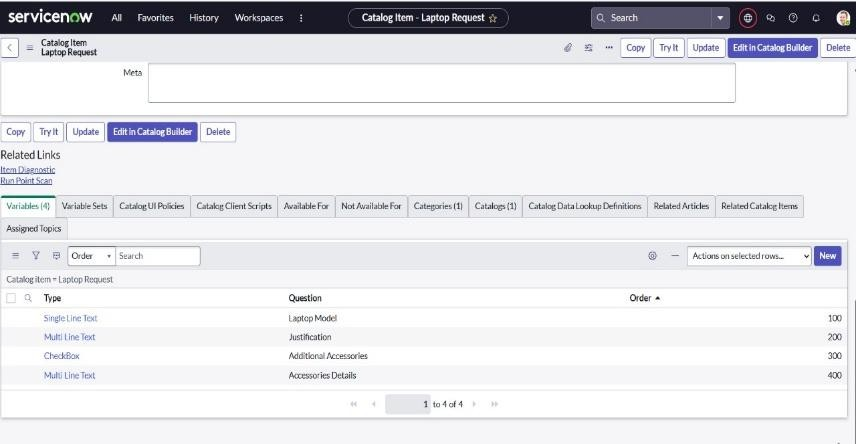 servicenow All Favorites History Workspaces Catalog Item - Laptop Request Search
Catalog Item
Laptop Request
Copy Try It Update Edit in Catalog Builder Delete
Meta
Copy Try It Update Edit in Catalog Builder Delete
Related Links
Item Diagnostic
Run Point Scan
Variables (4) Variable Sets Catalog UI Policies Catalog Client Scripts Available For Not Available For Categories (1) Catalogs (1) Catalog Data Lookup Definitions Related Articles Related Catalog Items
Assigned Topics
Order Search Actions on selected rows... New
Catalog item = Laptop Request
Type Question Order
Single Line Text Laptop Model 100
Multi Line Text Justification 200
CheckBox Additional Accessories 300
Multi Line Text Accessories Details 400
1 to 4 of 4